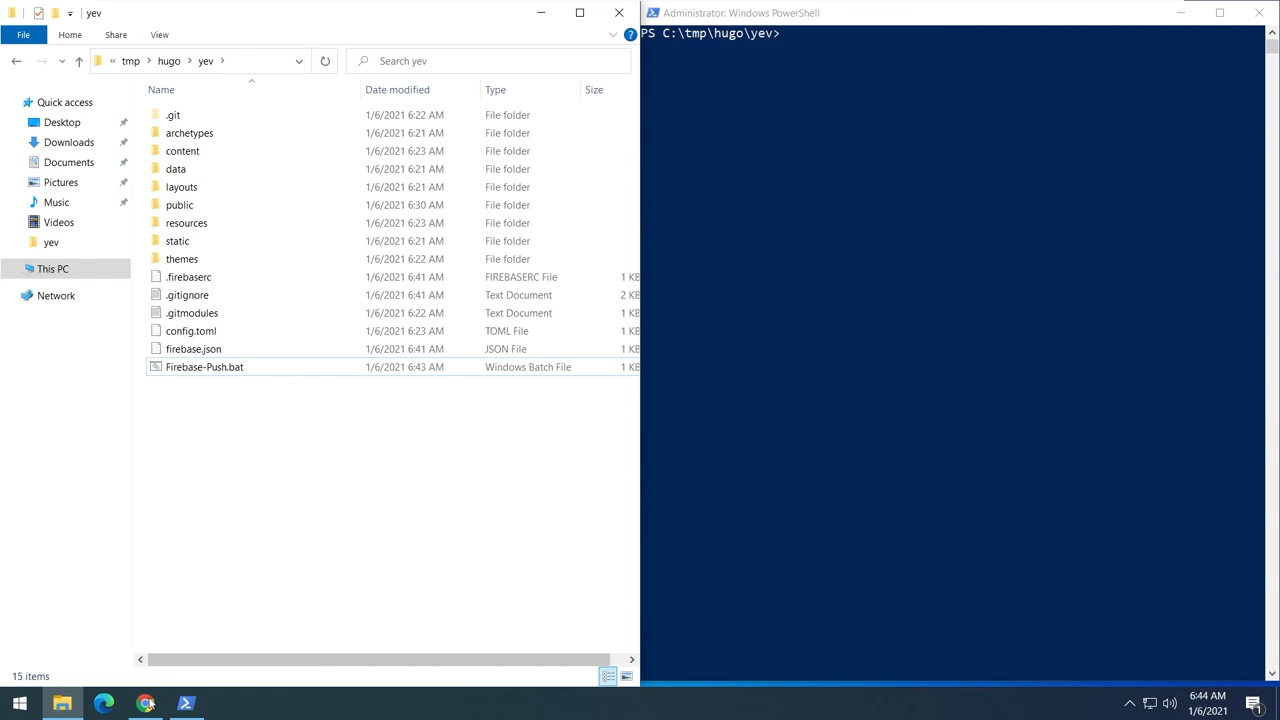 yev
Administrator: Windows PowerShell
File
Home
Share
View
PS C:\tmp\hugo\yev>
« tmp > hugo > yev >
Search yev
Name
Date modified
Type
Size
Quick access
Desktop
Downloads
Documents
Pictures
Music
Videos
yev
This PC
Network
.git 1/6/2021 6:22 AM File folder
archetypes 1/6/2021 6:21 AM File folder
content 1/6/2021 6:23 AM File folder
data 1/6/2021 6:21 AM File folder
layouts 1/6/2021 6:21 AM File folder
public 1/6/2021 6:30 AM File folder
resources 1/6/2021 6:23 AM File folder
static 1/6/2021 6:21 AM File folder
themes 1/6/2021 6:22 AM File folder
.firebaserc 1/6/2021 6:41 AM FIREBASERC File 1 KB
.gitignore 1/6/2021 6:41 AM Text Document 2 KB
.gitmodules 1/6/2021 6:22 AM Text Document 1 KB
config.toml 1/6/2021 6:23 AM TOML File 1 KB
firebase.json 1/6/2021 6:41 AM JSON File 1 KB
Firebase-Push.bat 1/6/2021 6:43 AM Windows Batch File 1 KB
15 items
6:44 AM
1/6/2021
1